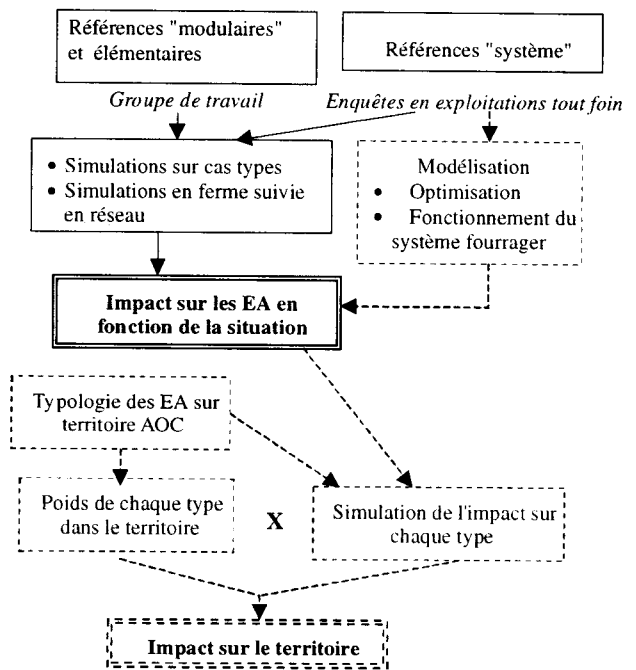 Références "modulaires"
et élémentaires
Références "système"
Groupe de travail
Enquêtes en exploitations tout foin
• Simulations sur cas types
• Simulations en ferme suivie
en réseau
Modélisation
• Optimisation
• Fonctionnement du
système fourrager
Impact sur les EA en
fonction de la situation
Typologie des EA sur
territoire AOC
Poids de chaque type
dans le territoire
X
Simulation de l'impact sur
chaque type
Impact sur le territoire